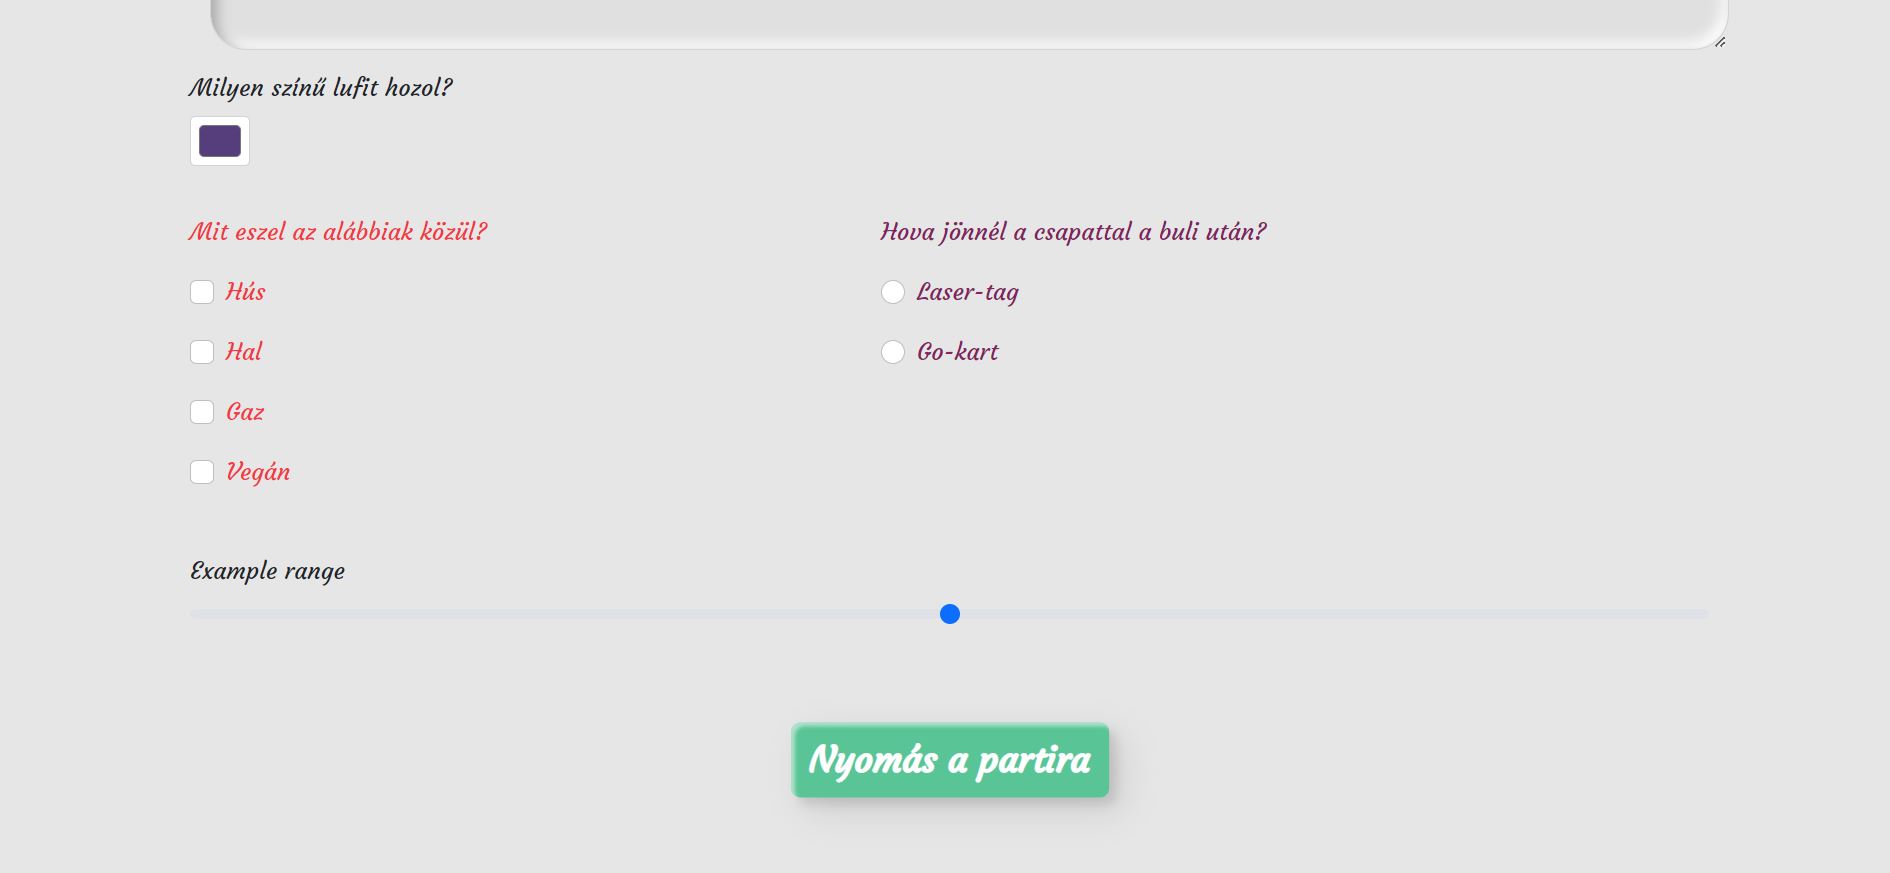 Milyen színű lufit hozol?
Mit eszel az alábbiak közül?
Hús
Hal
Gaz
Vegán
Hova jönnél a csapattal a buli után?
Laser-tag
Go-kart
Example range
Nyomás a partira